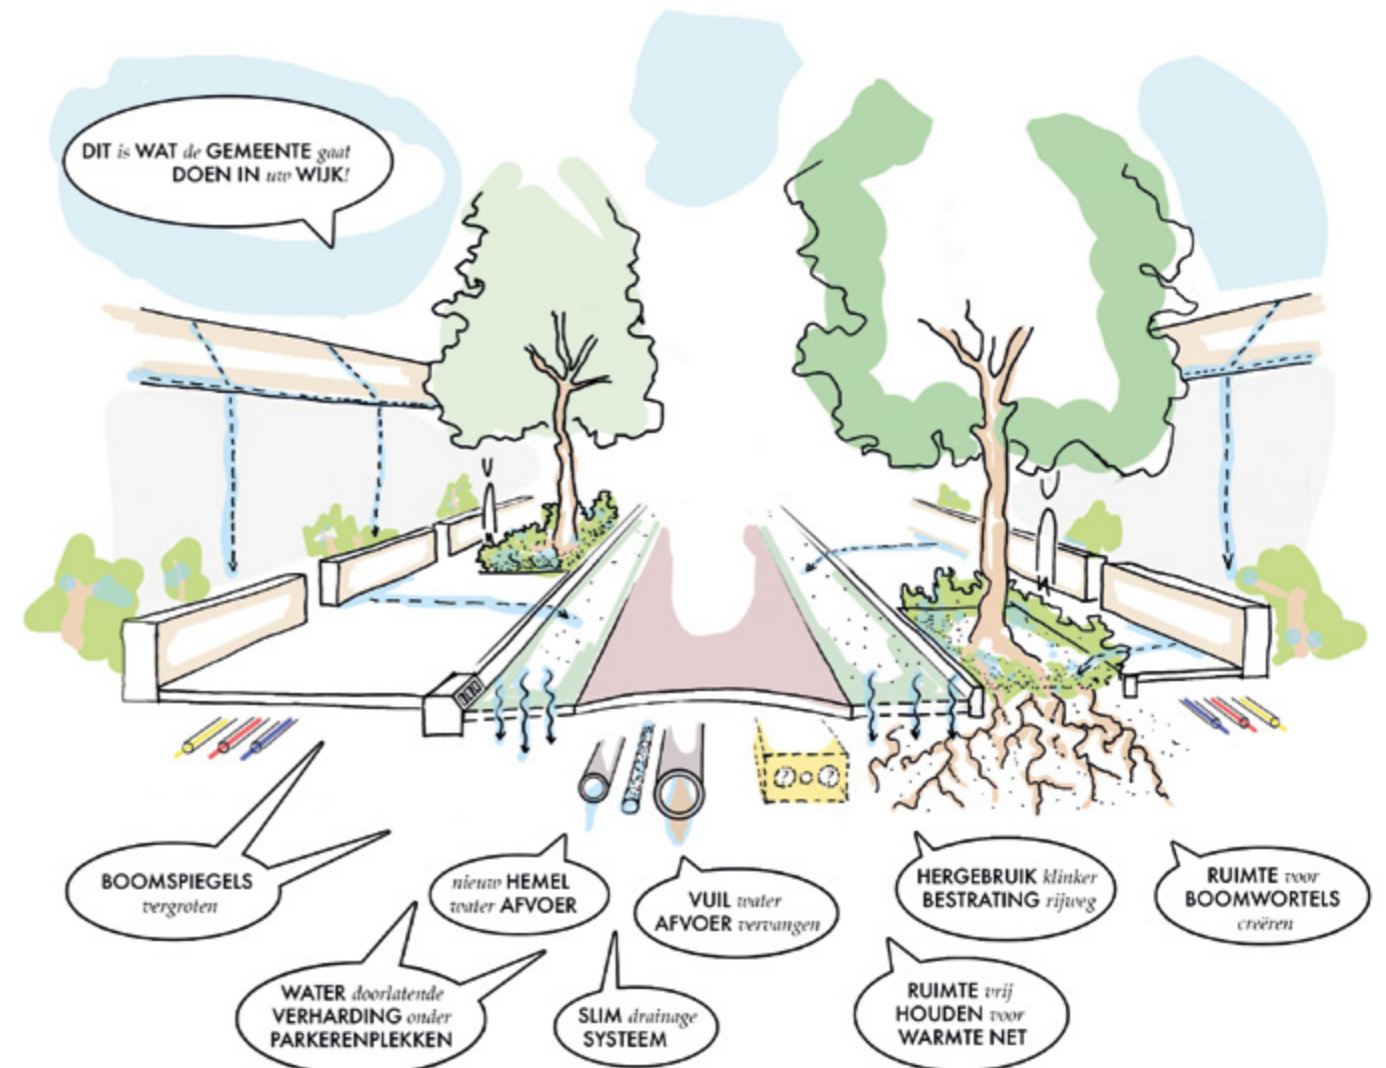 DIT is WAT de GEMEENTE gaat
DOEN IN uw WIJK!
? ?
BOOMSPIEGELS
vergroten
nieuw HEMEL
water AFVOER
VUIL water
AFVOER vervangen
HERGEBRUIK klinker
BESTRATING rijweg
RUIMTE voor
BOOMWORTELS
creëren
WATER doorlatende
VERHARDING onder
PARKERENPLEKKEN
SLIM drainage
SYSTEEM
RUIMTE vrij
HOUDEN voor
WARMTE NET